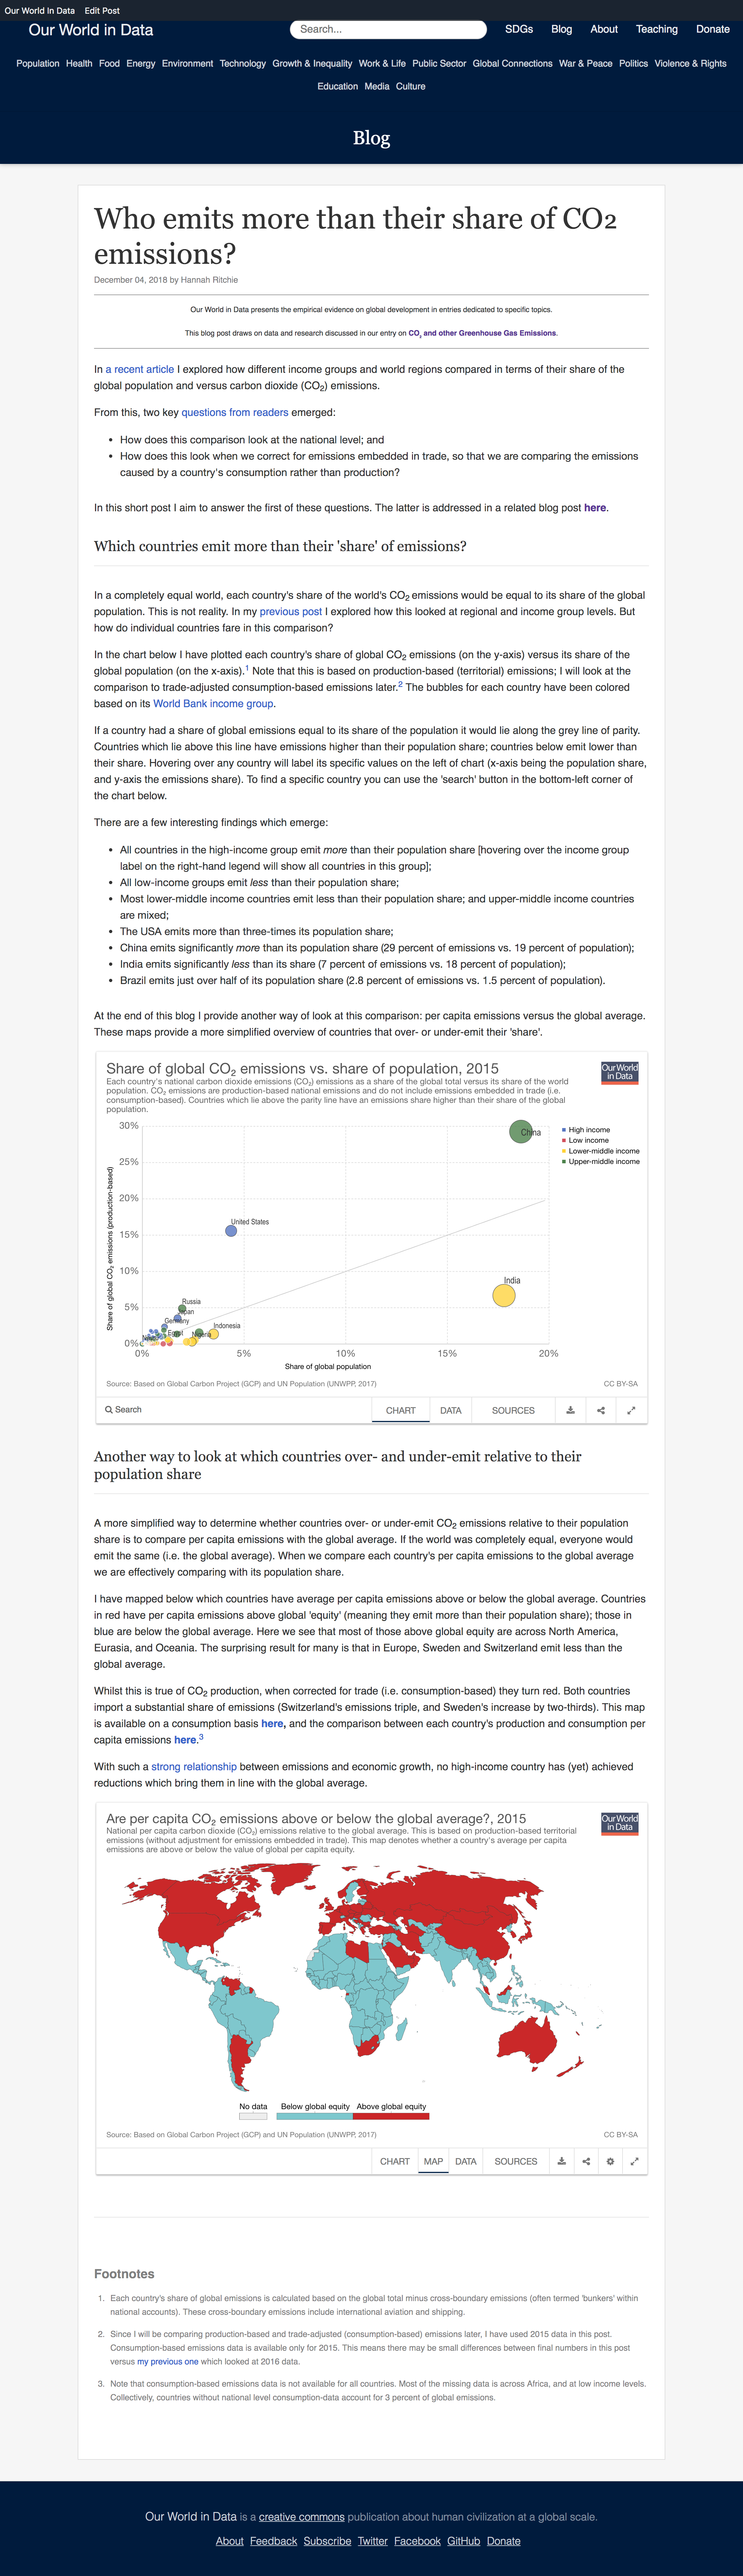 Our World In Data Edit Post
Our World in Data Search... SDGs Blog About Teaching Donate
Population Health Food Energy Environment Technology Growth & Inequality Work & Life Public Sector Global Connections War & Peace Politics Violence & Rights
Education Media Culture
Blog
Who emits more than their share of CO2
emissions?
December 04, 2018 by Hannah Ritchie
Our World in Data presents the empirical evidence on global development in entries dedicated to specific topics.
This blog post draws on data and research discussed in our entry on CO₂ and other Greenhouse Gas Emissions.
In a recent article I explored how different income groups and world regions compared in terms of their share of the
global population and versus carbon dioxide (CO₂) emissions.
From this, two key questions from readers emerged:
• How does this comparison look at the national level; and
• How does this look when we correct for emissions embedded in trade, so that we are comparing the emissions
caused by a country's consumption rather than production?
In this short post I aim to answer the first of these questions. The latter is addressed in a related blog post here.
Which countries emit more than their 'share' of emissions?
In a completely equal world, each country's share of the world's CO₂ emissions would be equal to its share of the global
population. This is not reality. In my previous post I explored how this looked at regional and income group levels. But
how do individual countries fare in this comparison?
In the chart below I have plotted each country's share of global CO₂ emissions (on the y-axis) versus its share of the
global population (on the x-axis).¹ Note that this is based on production-based (territorial) emissions; I will look at the
comparison to trade-adjusted consumption-based emissions later.² The bubbles for each country have been colored
based on its World Bank income group.
If a country had a share of global emissions equal to its share of the population it would lie along the grey line of parity.
Countries which lie above this line have emissions higher than their population share; countries below emit lower than
their share. Hovering over any country will label its specific values on the left of chart (x-axis being the population share,
and y-axis the emissions share). To find a specific country you can use the 'search' button in the bottom-left corner of
the chart below.
There are a few interesting findings which emerge:
• All countries in the high-income group emit more than their population share [hovering over the income group
label on the right-hand legend will show all countries in this group];
• All low-income groups emit less than their population share;
• Most lower-middle income countries emit less than their population share; and upper-middle income countries
are mixed;
• The USA emits more than three-times its population share;
• China emits significantly more than its population share (29 percent of emissions vs. 19 percent of population);
• India emits significantly less than its share (7 percent of emissions vs. 18 percent of population);
• Brazil emits just over half of its population share (2.8 percent of emissions vs. 1.5 percent of population).
At the end of this blog I provide another way of look at this comparison: per capita emissions versus the global average.
These maps provide a more simplified overview of countries that over- or under-emit their 'share'.
Share of global CO₂ emissions vs. share of population, 2015
Our World
in Data
Each country's national carbon dioxide emissions (CO₂) emissions as a share of the global total versus its share of the world
population. CO₂ emissions are production-based national emissions and do not include emissions embedded in trade (i.e.
consumption-based). Countries which lie above the parity line have an emissions share higher than their share of the global
population.
Share of global CO₂ emissions (production-based)
30%
25%
20%
15%
10%
5%
0%
China
United States
India
Russia
Japan
Germany
Indonesia
Egypt
Nigeria
High income
Low income
Lower-middle income
Upper-middle income
0% 5% 10% 15% 20%
Share of global population
Source: Based on Global Carbon Project (GCP) and UN Population (UNWPP, 2017) CC BY-SA
Search CHART DATA SOURCES
Another way to look at which countries over- and under-emit relative to their
population share
A more simplified way to determine whether countries over- or under-emit CO₂ emissions relative to their population
share is to compare per capita emissions with the global average. If the world was completely equal, everyone would
emit the same (i.e. the global average). When we compare each country's per capita emissions to the global average
we are effectively comparing with its population share.
I have mapped below which countries have average per capita emissions above or below the global average. Countries
in red have per capita emissions above global 'equity' (meaning they emit more than their population share); those in
blue are below the global average. Here we see that most of those above global equity are across North America,
Eurasia, and Oceania. The surprising result for many is that in Europe, Sweden and Switzerland emit less than the
global average.
Whilst this is true of CO₂ production, when corrected for trade (i.e. consumption-based) they turn red. Both countries
import a substantial share of emissions (Switzerland's emissions triple, and Sweden's increase by two-thirds). This map
is available on a consumption basis here, and the comparison between each country's production and consumption per
capita emissions here.³
With such a strong relationship between emissions and economic growth, no high-income country has (yet) achieved
reductions which bring them in line with the global average.
Are per capita CO₂ emissions above or below the global average?, 2015
Our World
in Data
National per capita carbon dioxide (CO₂) emissions relative to the global average. This is based on production-based territorial
emissions (without adjustment for emissions embedded in trade). This map denotes whether a country's average per capita
emissions are above or below the value of global per capita equity.
No data Below global equity Above global equity
Source: Based on Global Carbon Project (GCP) and UN Population (UNWPP, 2017) CC BY-SA
CHART MAP DATA SOURCES
Footnotes
1. Each country's share of global emissions is calculated based on the global total minus cross-boundary emissions (often termed 'bunkers' within
national accounts). These cross-boundary emissions include international aviation and shipping.
2. Since I will be comparing production-based and trade-adjusted (consumption-based) emissions later, I have used 2015 data in this post.
Consumption-based emissions data is available only for 2015. This means there may be small differences between final numbers in this post
versus my previous one which looked at 2016 data.
3. Note that consumption-based emissions data is not available for all countries. Most of the missing data is across Africa, and at low income levels.
Collectively, countries without national level consumption-data account for 3 percent of global emissions.
Our World in Data is a creative commons publication about human civilization at a global scale.
About Feedback Subscribe Twitter Facebook GitHub Donate